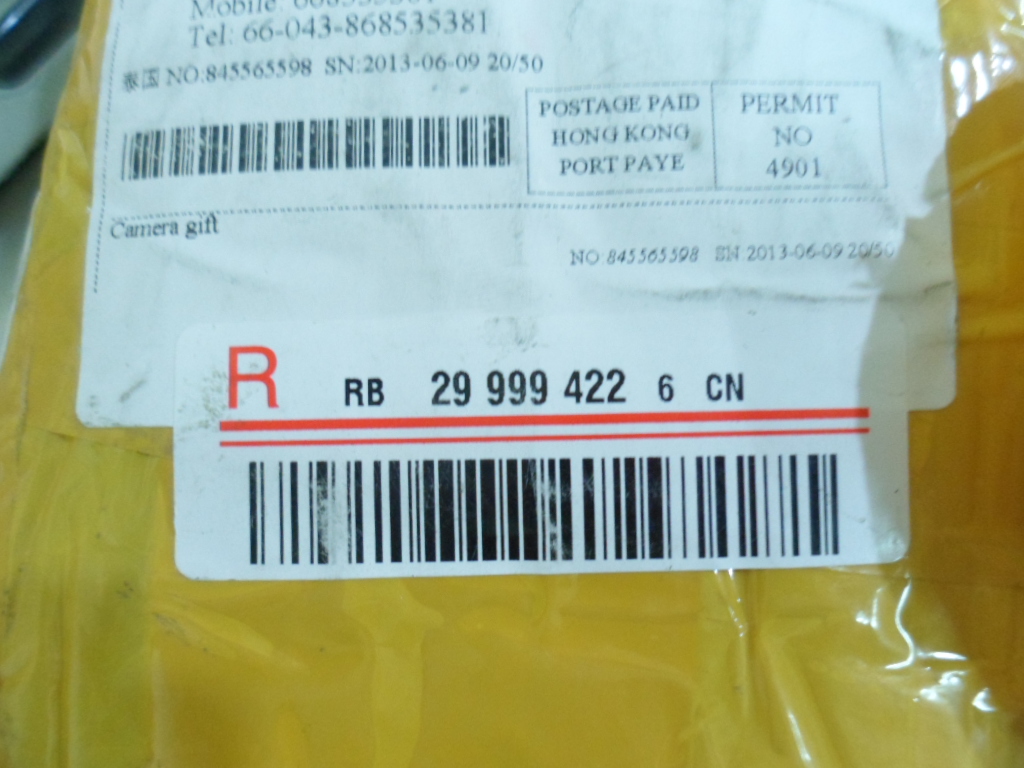 Mobile:
Tel: 66-043-868535381
泰国 NO:845565598 SN:2013-06-09 20/50
POSTAGE PAID
HONG KONG
PORT PAYE
PERMIT
NO
4901
Camera gift
NO:845565598 SN:2013-06-09 20/50
R RB 29 999 422 6 CN